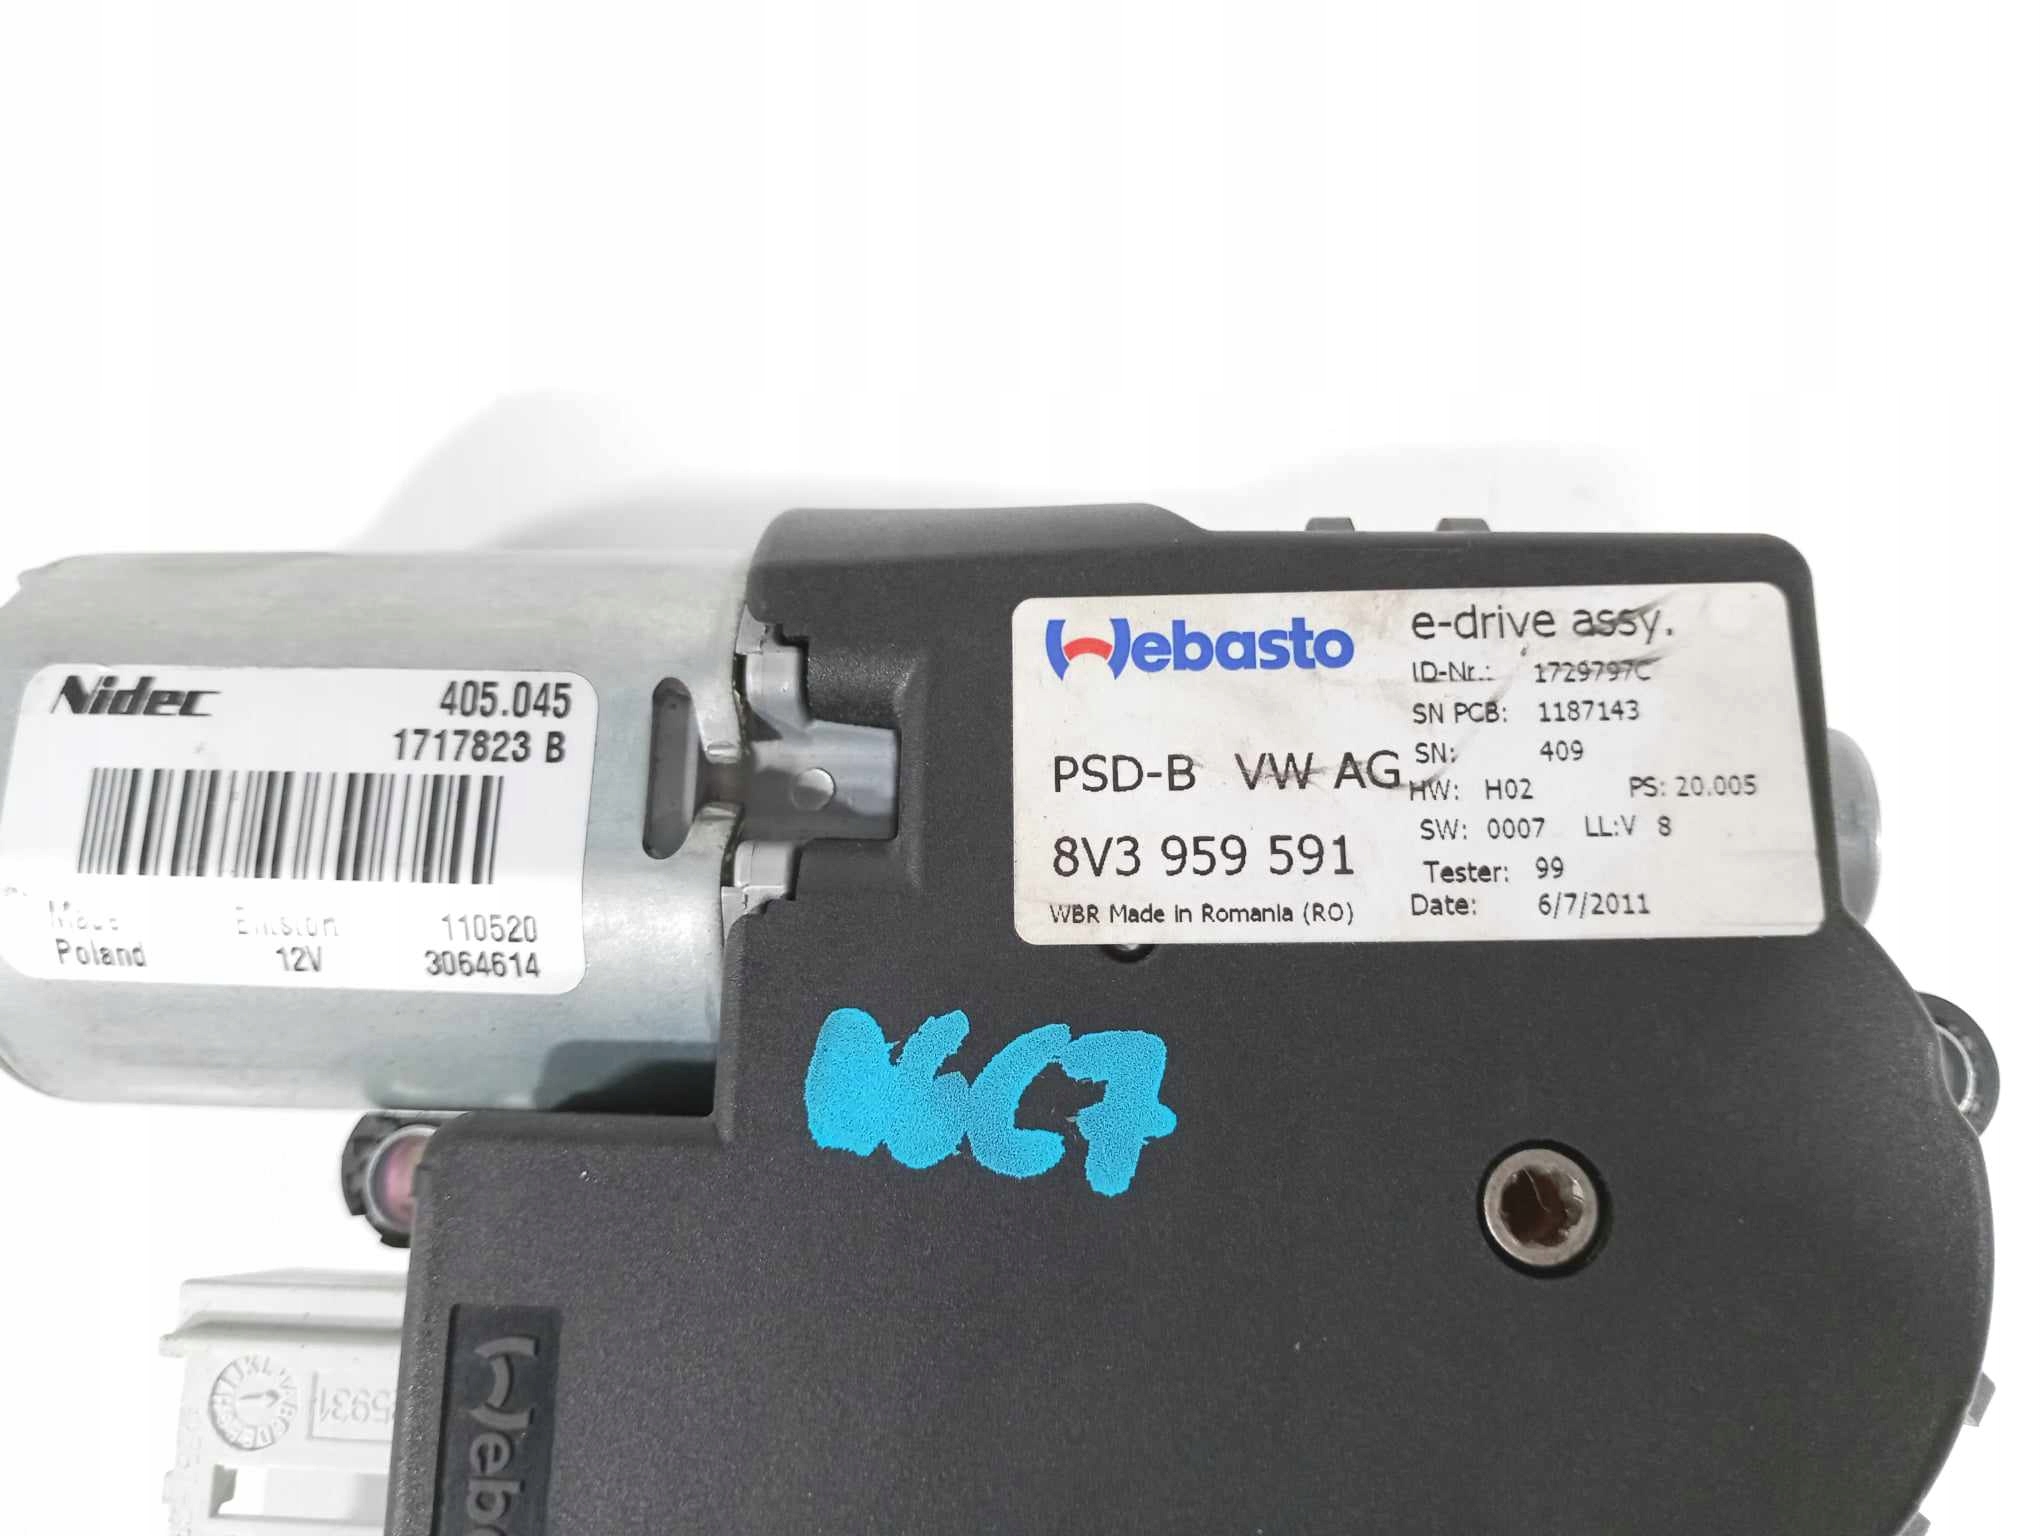 Nidec 405.045
1717823 B
Made
Poland 12V
110520
3064614
Webasto
PSD-B VW AG
8V3 959 591
WBR Made in Romania (RO)
e-drive assy.
ID-Nr.: 1729797C
SN PCB: 1187143
SN: 409
HW: H02 PS: 20.005
SW: 0007 LL:V 8
Tester: 99
Date: 6/7/2011